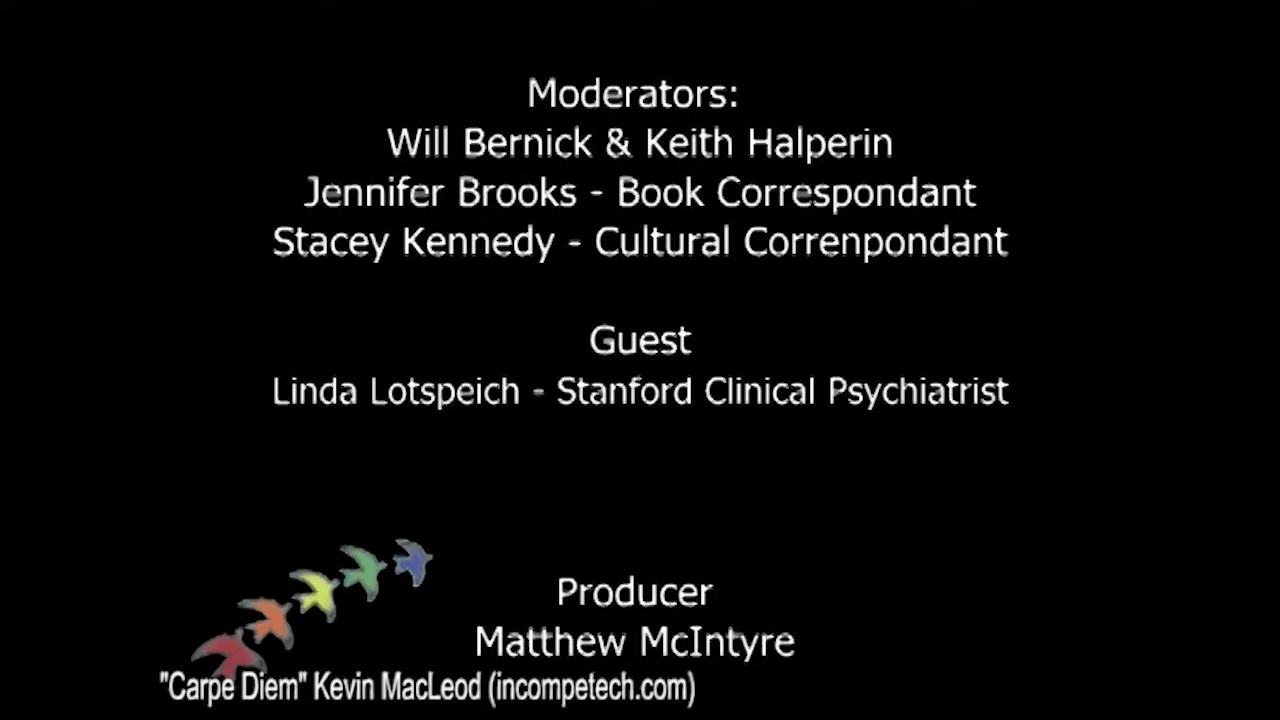 Moderators:
Will Bernick & Keith Halperin
Jennifer Brooks - Book Correspondant
Stacey Kennedy - Cultural Correnpondant
Guest
Linda Lotspeich - Stanford Clinical Psychiatrist
Producer
Matthew McIntyre
"Carpe Diem" Kevin MacLeod (incompetech.com)